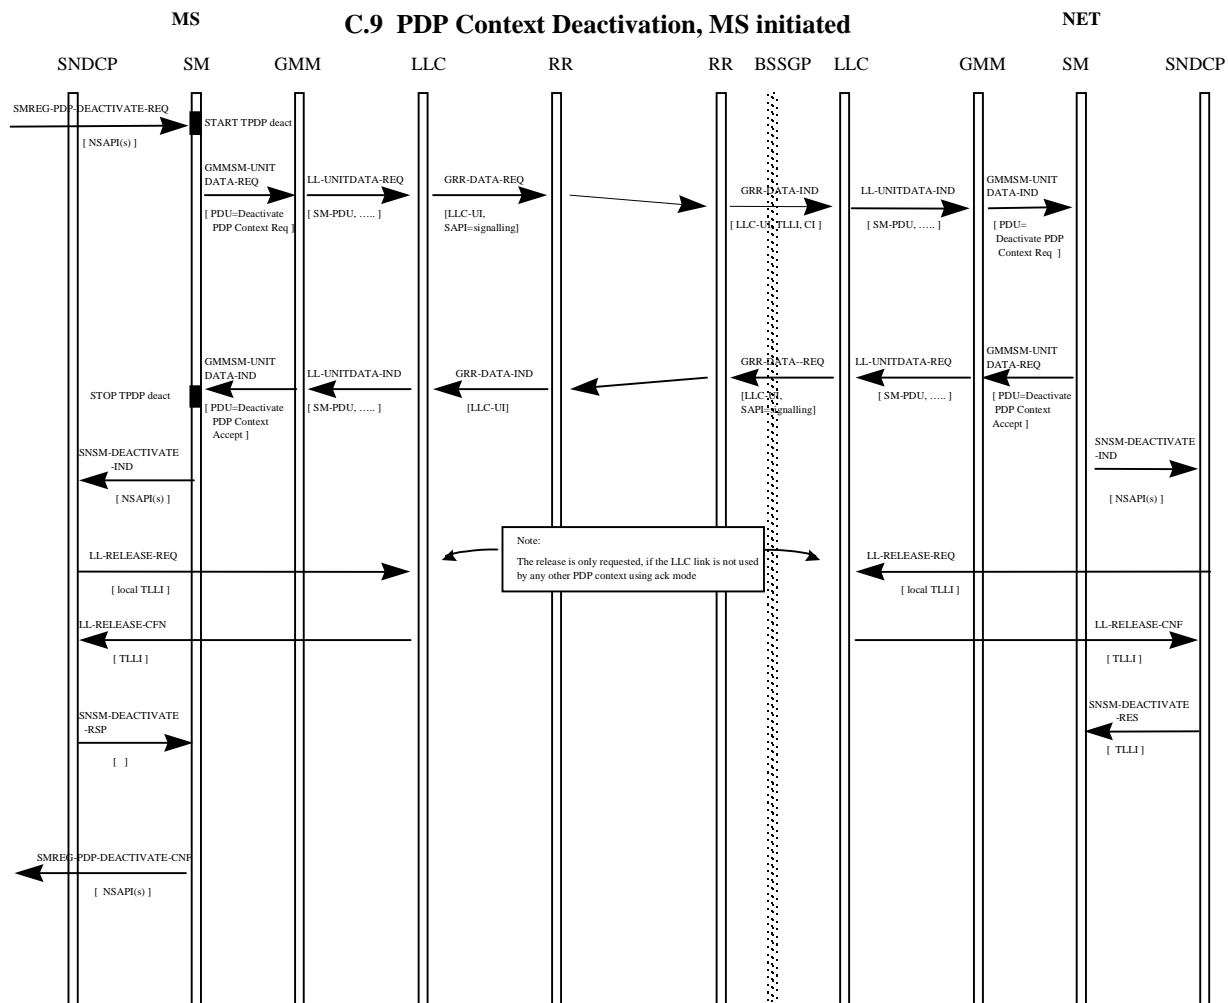 MS
C.9 PDP Context Deactivation, MS initiated
NET
SNDCP SM GMM LLC RR RR BSSGP LLC GMM SM SNDCP
SMREG-PDP-DEACTIVATE-REQ
START TPDP deact
[ NSAPI(s) ]
GMMSM-UNIT
DATA-REQ
[ PDU=Deactivate
PDP Context Req ]
LL-UNITDATA-REQ
[ SM-PDU, ….. ]
GRR-DATA-REQ
[LLC-UI,
SAPI=signalling]
GRR-DATA-IND
[ LLC-UI, TLLI, CI ]
LL-UNITDATA-IND
[ SM-PDU, ….. ]
GMMSM-UNIT
DATA-IND
[ PDU=
Deactivate PDP
Context Req ]
STOP TPDP deact
GMMSM-UNIT
DATA-IND
[ PDU=Deactivate
PDP Context
Accept ]
LL-UNITDATA-IND
[ SM-PDU, ….. ]
GRR-DATA-IND
[LLC-UI]
GRR-DATA--REQ
[LLC-UI,
SAPI=signalling]
LL-UNITDATA-REQ
[ SM-PDU, ….. ]
GMMSM-UNIT
DATA-REQ
[ PDU=Deactivate
PDP Context
Accept ]
SNSM-DEACTIVATE
-IND
[ NSAPI(s) ]
SNSM-DEACTIVATE
-IND
[ NSAPI(s) ]
LL-RELEASE-REQ
[ local TLLI ]
Note:
The release is only requested, if the LLC link is not used
by any other PDP context using ack mode
LL-RELEASE-REQ
[ local TLLI ]
LL-RELEASE-CFN
[ TLLI ]
LL-RELEASE-CNF
[ TLLI ]
SNSM-DEACTIVATE
-RSP
[ ]
SNSM-DEACTIVATE
-RES
[ TLLI ]
SMREG-PDP-DEACTIVATE-CNF
[ NSAPI(s) ]